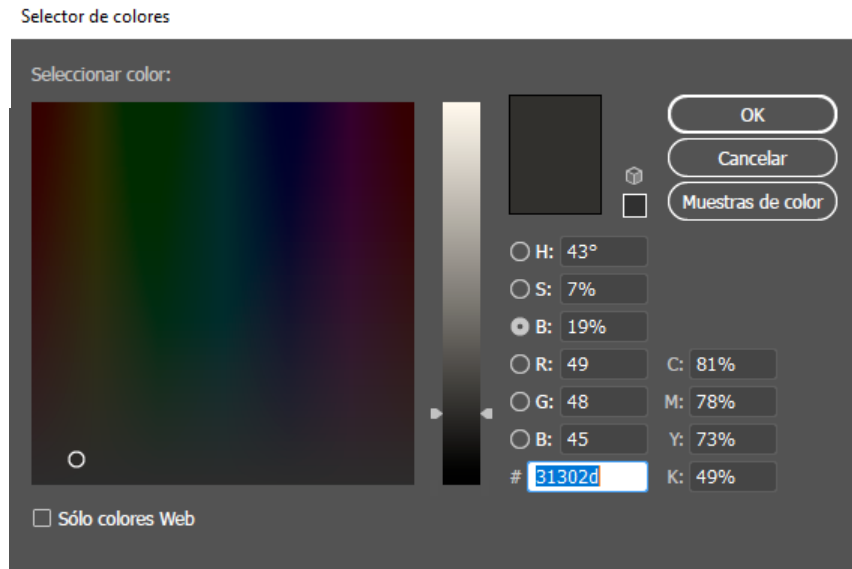 Selector de colores
Seleccionar color:
OK
Cancelar
Muestras de color
H: 43°
S: 7%
B: 19%
R: 49 C: 81%
G: 48 M: 78%
B: 45 Y: 73%
# 31302d K: 49%
Sólo colores Web